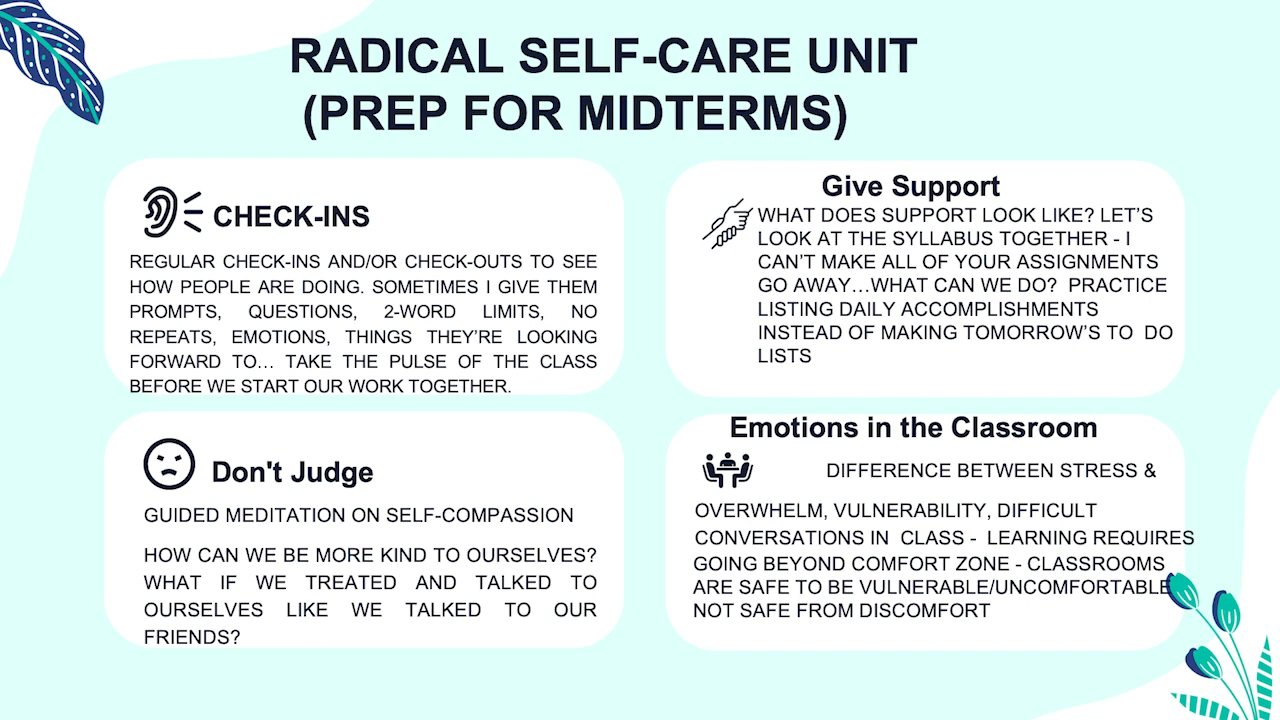 RADICAL SELF-CARE UNIT
(PREP FOR MIDTERMS)
CHECK-INS
REGULAR CHECK-INS AND/OR CHECK-OUTS TO SEE
HOW PEOPLE ARE DOING. SOMETIMES I GIVE THEM
PROMPTS, QUESTIONS, 2-WORD LIMITS, NO
REPEATS, EMOTIONS, THINGS THEY’RE LOOKING
FORWARD TO… TAKE THE PULSE OF THE CLASS
BEFORE WE START OUR WORK TOGETHER.
Give Support
WHAT DOES SUPPORT LOOK LIKE? LET’S
LOOK AT THE SYLLABUS TOGETHER - I
CAN’T MAKE ALL OF YOUR ASSIGNMENTS
GO AWAY…WHAT CAN WE DO? PRACTICE
LISTING DAILY ACCOMPLISHMENTS
INSTEAD OF MAKING TOMORROW’S TO DO
LISTS
Don't Judge
GUIDED MEDITATION ON SELF-COMPASSION
HOW CAN WE BE MORE KIND TO OURSELVES?
WHAT IF WE TREATED AND TALKED TO
OURSELVES LIKE WE TALKED TO OUR
FRIENDS?
Emotions in the Classroom
DIFFERENCE BETWEEN STRESS &
OVERWHELM, VULNERABILITY, DIFFICULT
CONVERSATIONS IN CLASS - LEARNING REQUIRES
GOING BEYOND COMFORT ZONE - CLASSROOMS
ARE SAFE TO BE VULNERABLE/UNCOMFORTABLE
NOT SAFE FROM DISCOMFORT